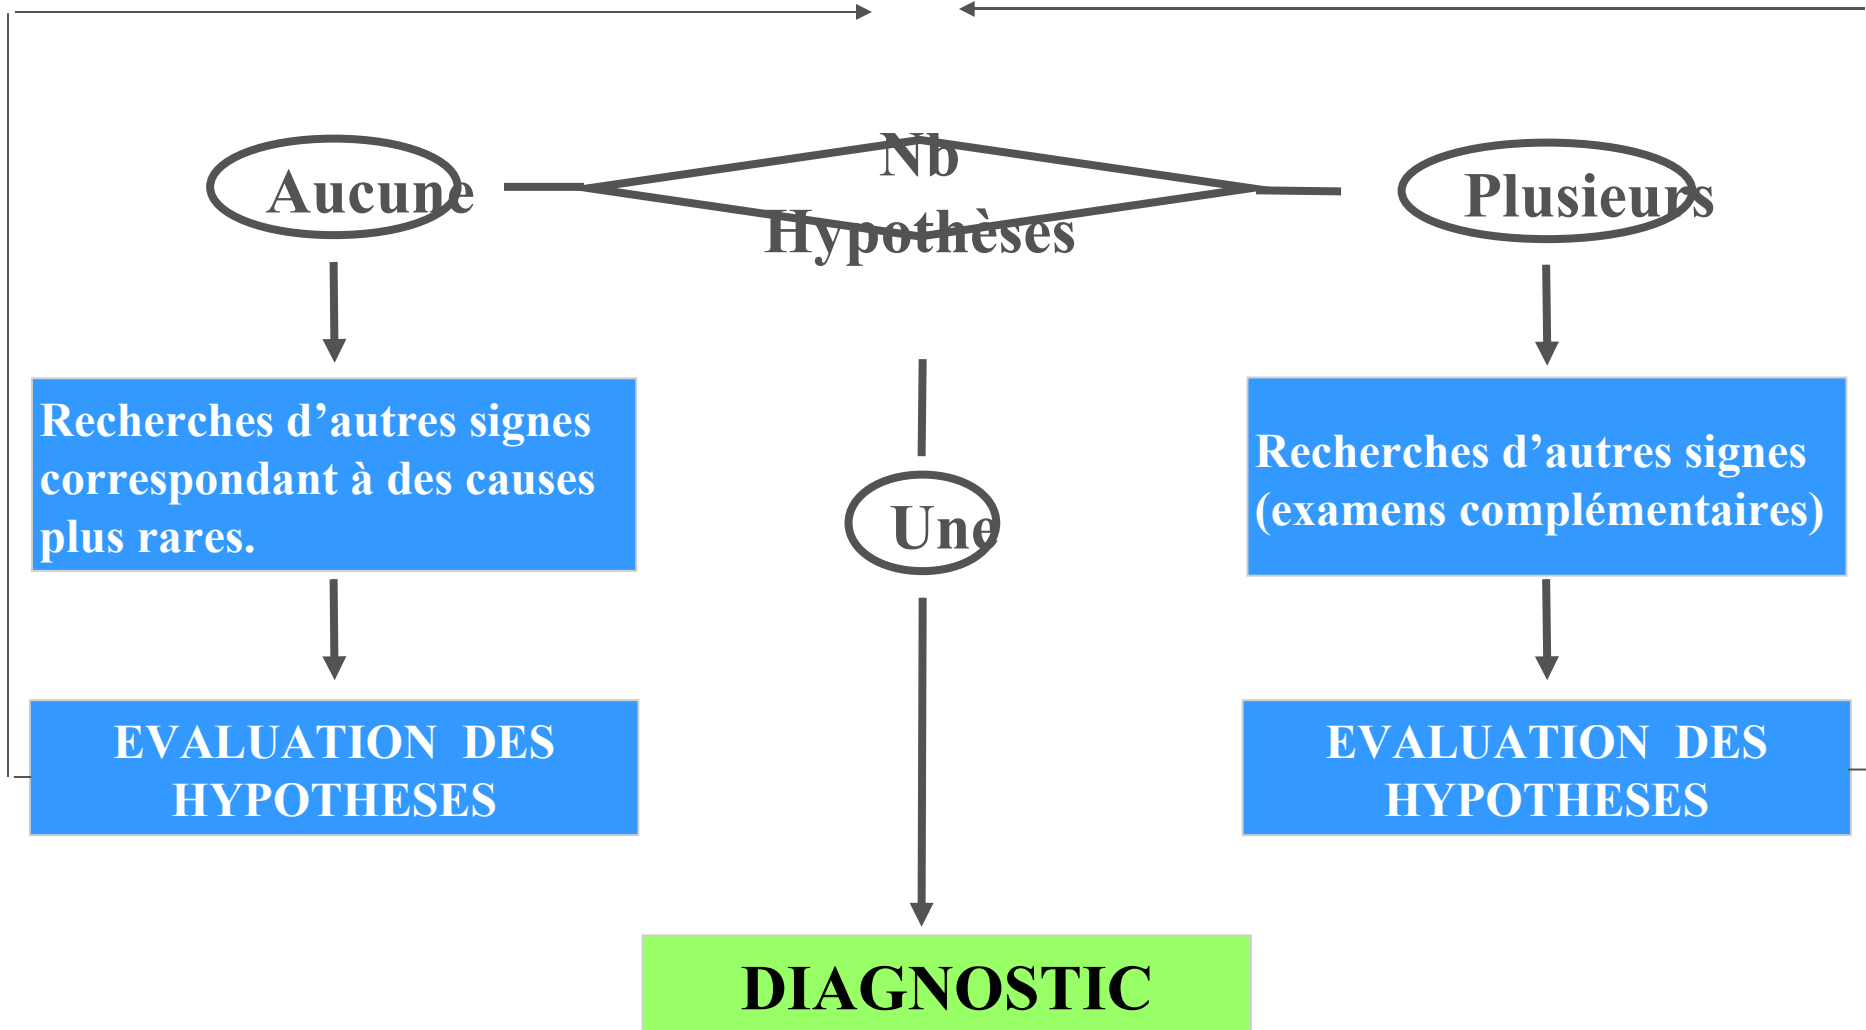 Nb
Hypothèses
Aucune
Plusieurs
Recherches d’autres signes
correspondant à des causes
plus rares.
Une
Recherches d’autres signes
(examens complémentaires)
EVALUATION DES
HYPOTHESES
EVALUATION DES
HYPOTHESES
DIAGNOSTIC